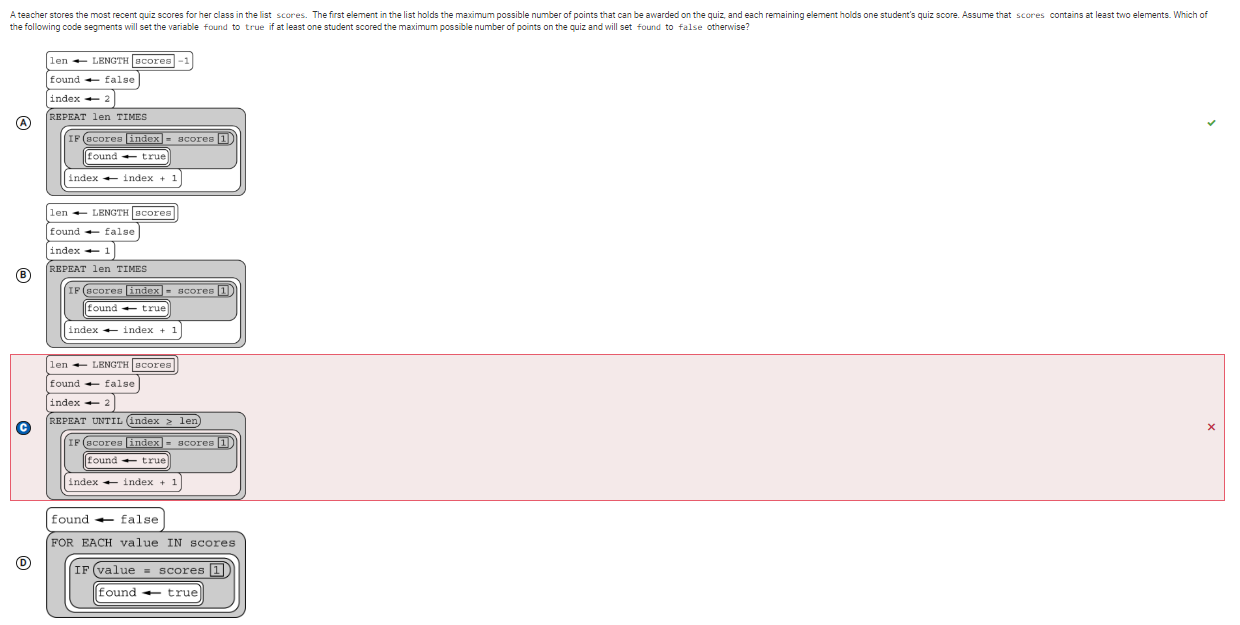 A teacher stores the most recent quiz scores for her class in the list scores. The first element in the list holds the maximum possible number of points that can be awarded on the quiz, and each remaining element holds one student's quiz score. Assume that scores contains at least two elements. Which of
the following code segments will set the variable found to true if at least one student scored the maximum possible number of points on the quiz and will set found to false otherwise?
A
len ← LENGTH scores -1
found ← false
index ← 2
REPEAT len TIMES
IF scores index = scores 1
found ← true
index ← index + 1
B
len ← LENGTH scores
found ← false
index ← 1
REPEAT len TIMES
IF scores index = scores 1
found ← true
index ← index + 1
C
len ← LENGTH scores
found ← false
index ← 2
REPEAT UNTIL index ≥ len
IF scores index = scores 1
found ← true
index ← index + 1
D
found ← false
FOR EACH value IN scores
IF value = scores 1
found ← true